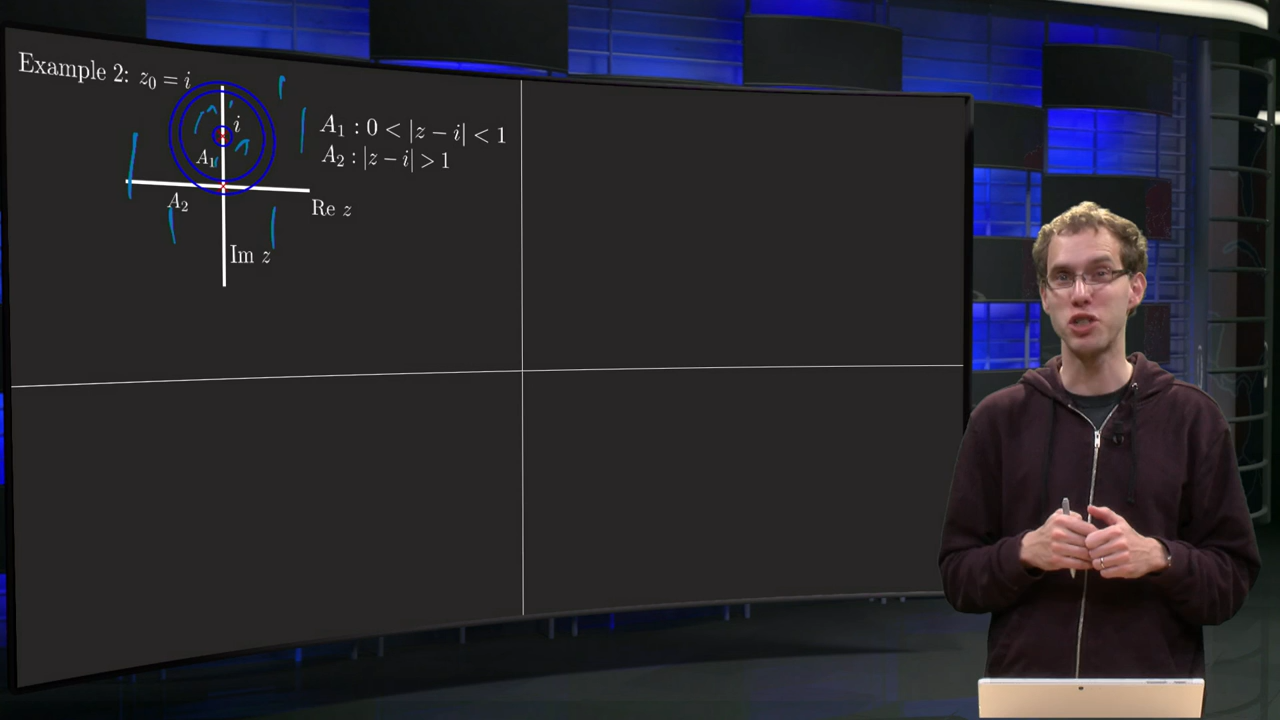 Example 2: z₀ = i
i
A₁ : 0 < |z − i| < 1
A₂ : |z − i| > 1
A₁
A₂
Re z
Im z